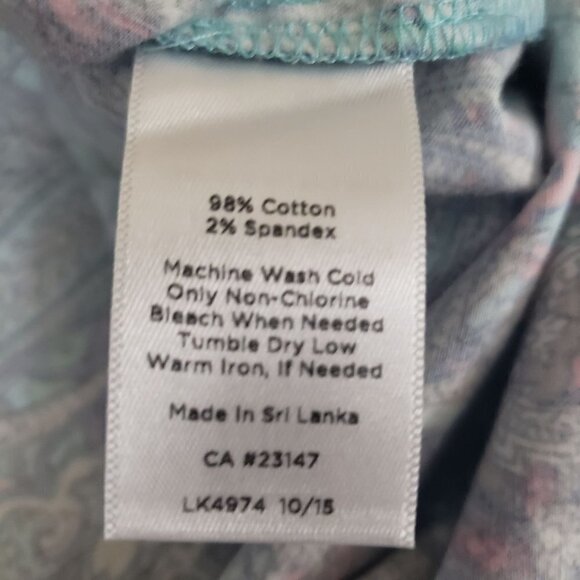 98% Cotton
2% Spandex
Machine Wash Cold
Only Non-Chlorine
Bleach When Needed
Tumble Dry Low
Warm Iron, If Needed
Made In Sri Lanka
CA #23147
LK4974 10/15